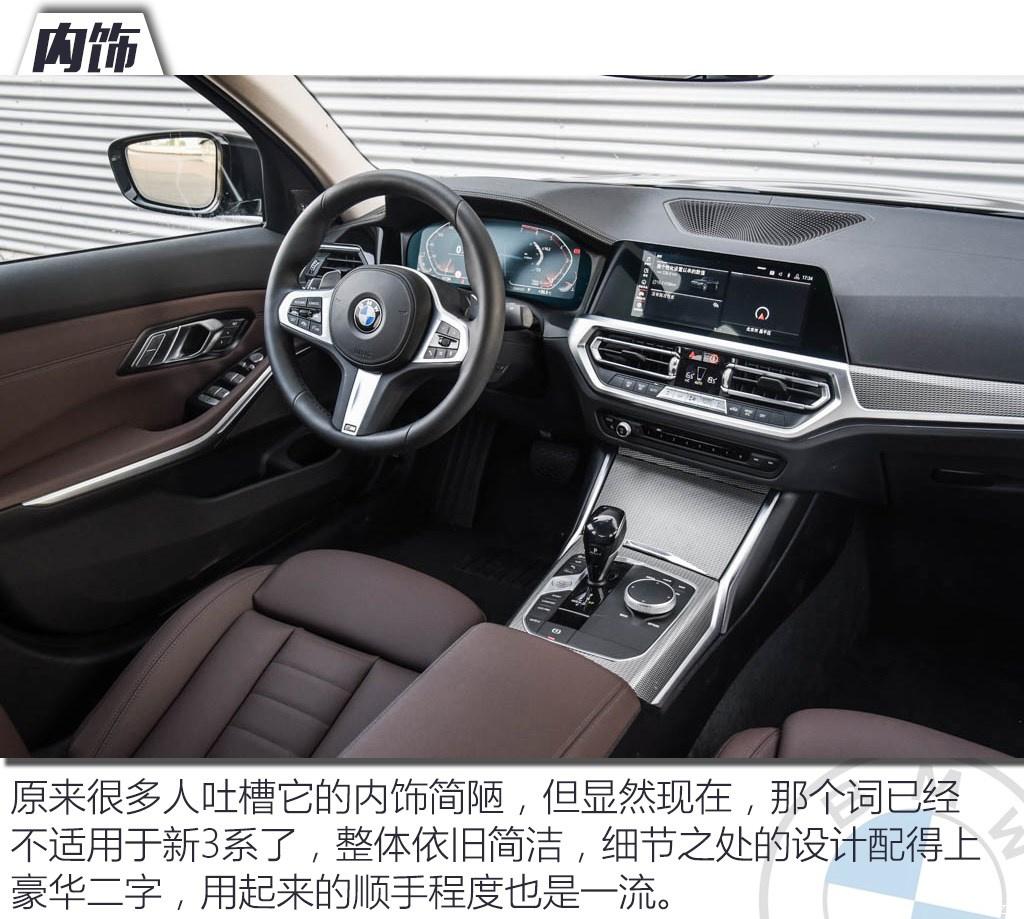 内饰
17:34
原来很多人吐槽它的内饰简陋，但显然现在，那个词已经
不适用于新3系了，整体依旧简洁，细节之处的设计配得上
豪华二字，用起来的顺手程度也是一流。
BMW